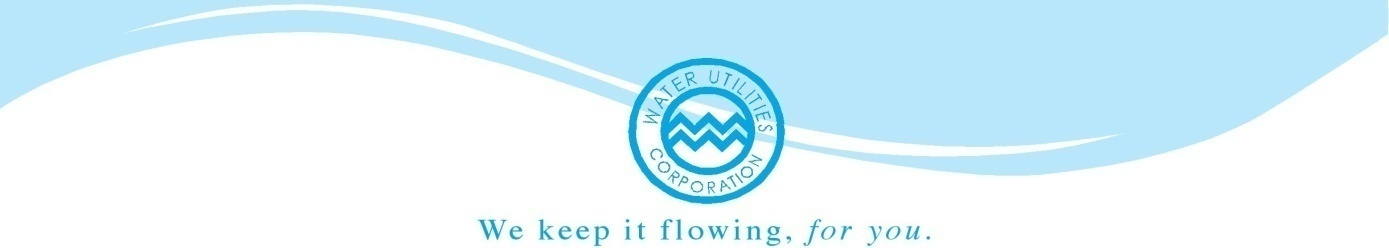 WATER UTILITIES
CORPORATION
We keep it flowing, for you.